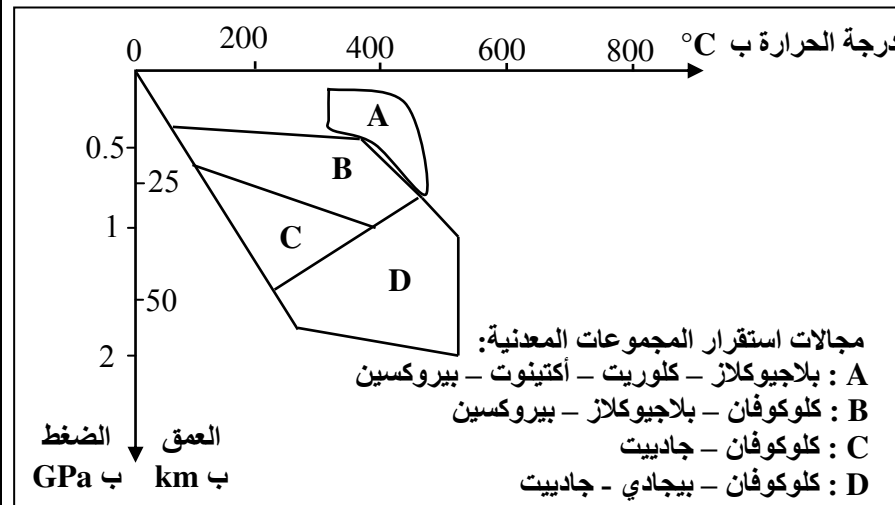 درجة الحرارة ب °C
0 200 400 600 800
A
0.5
B
25
1
C
D
50
2
مجالات استقرار المجموعات المعدنية:
A : بلاجيوكلاز – كلوريت – أكتينوت – بيروكسين
B : كلوكوفان – بلاجيوكلاز – بيروكسين
C : كلوكوفان – جادييت
D : كلوكوفان – بيجادي - جادييت
العمق الضغط
ب km ب GPa